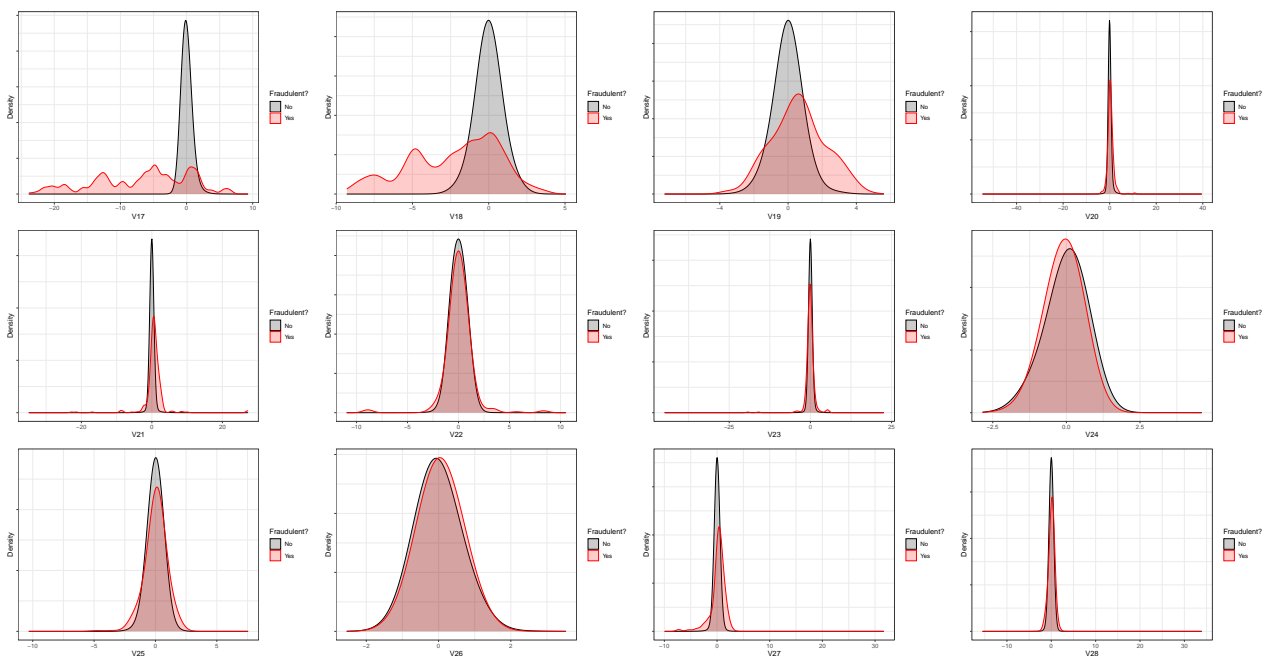 Density
−20 −10 0 10
V17
Fraudulent?
No
Yes
Density
−10 −5 0 5
V18
Fraudulent?
No
Yes
Density
−4 0 4
V19
Fraudulent?
No
Yes
Density
−40 −20 0 20 40
V20
Fraudulent?
No
Yes
Density
−20 0 20
V21
Fraudulent?
No
Yes
Density
−10 −5 0 5 10
V22
Fraudulent?
No
Yes
Density
−25 0 25
V23
Fraudulent?
No
Yes
Density
−2.5 0.0 2.5
V24
Fraudulent?
No
Yes
Density
−10 −5 0 5
V25
Fraudulent?
No
Yes
Density
−2 0 2
V26
Fraudulent?
No
Yes
Density
−10 0 10 20 30
V27
Fraudulent?
No
Yes
Density
−10 0 10 20 30
V28
Fraudulent?
No
Yes